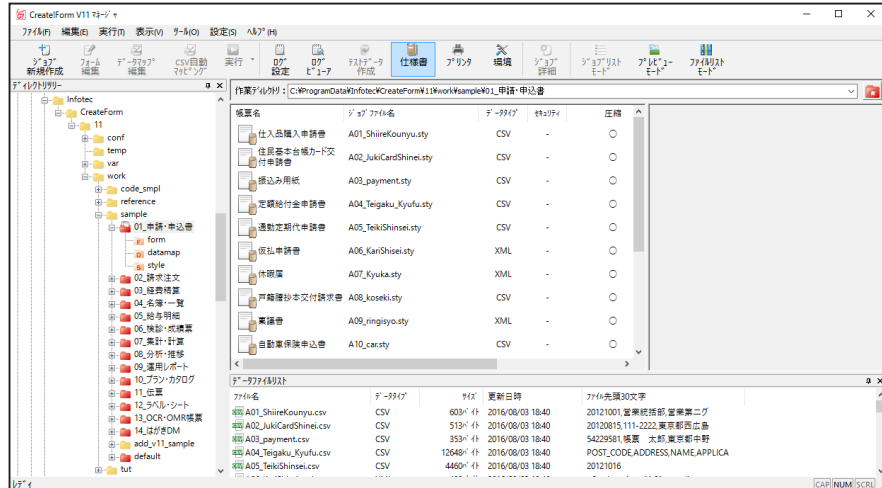 Create!Form V11 ﾏﾈｰｼﾞｬ
ﾌｧｲﾙ(F) 編集(E) 実行(T) 表示(V) ﾂｰﾙ(O) 設定(S) ﾍﾙﾌﾟ(H)
ｼﾞｮﾌﾞ 新規作成 ﾌｫｰﾑ 編集 ﾃﾞｰﾀﾏｯﾌﾟ 編集 CSV自動 ﾏｯﾋﾟﾝｸﾞ 実行 ﾛｸﾞ 設定 ﾛｸﾞ ﾋﾞｭｰｱ ﾃｽﾄﾃﾞｰﾀ 作成 仕様書 ﾌﾟﾘﾝﾀ 環境 ｼﾞｮﾌﾞ 詳細 ｼﾞｮﾌﾞﾘｽﾄ ﾓｰﾄﾞ ﾌﾟﾚﾋﾞｭｰ ﾓｰﾄﾞ ﾌｧｲﾙﾘｽﾄ ﾓｰﾄﾞ
ﾃﾞｨﾚｸﾄﾘﾂﾘｰ
Infotec
CreateForm
11
conf
temp
var
work
code_smpl
reference
sample
01_申請・申込書
form
datamap
style
02_請求注文
03_経費精算
04_名簿・一覧
05_給与明細
06_検診・成績票
07_集計・計算
08_分析・推移
09_運用レポート
10_プラン・カタログ
11_伝票
12_ラベル・シート
13_OCR・OMR帳票
14_はがきDM
add_v11_sample
default
tut
作業ﾃﾞｨﾚｸﾄﾘ: C:¥ProgramData¥Infotec¥CreateForm¥11¥work¥sample¥01_申請・申込書
帳票名 ｼﾞｮﾌﾞﾌｧｲﾙ名 ﾃﾞｰﾀﾀｲﾌﾟ ｾｷｭﾘﾃｨ 圧縮
仕入品購入申請書 A01_ShiireKounyu.sty CSV - ○
住民基本台帳カード交付申請書 A02_JukiCardShinei.sty CSV - ○
振込み用紙 A03_payment.sty CSV - ○
定額給付金申請書 A04_Teigaku_Kyufu.sty CSV - ○
通勤定期代申請書 A05_TeikiShinsei.sty CSV - ○
仮払申請書 A06_KariShisei.sty XML - ○
休暇届 A07_Kyuka.sty XML - ○
戸籍謄抄本交付請求書 A08_koseki.sty CSV - ○
稟議書 A09_ringisyo.sty XML - ○
自動車保険申込書 A10_car.sty CSV - ○
ﾃﾞｰﾀﾌｧｲﾙﾘｽﾄ
ﾌｧｲﾙ名 ﾃﾞｰﾀﾀｲﾌﾟ ｻｲｽﾞ 更新日時 ﾌｧｲﾙ先頭30文字
A01_ShiireKounyu.csv CSV 603ﾊﾞｲﾄ 2016/08/03 18:40 20121001,営業統括部,営業第二グ
A02_JukiCardShinei.csv CSV 513ﾊﾞｲﾄ 2016/08/03 18:40 20120815,111-2222,東京都西広島
A03_payment.csv CSV 353ﾊﾞｲﾄ 2016/08/03 18:40 54229581,帳票 太郎,東京都中野
A04_Teigaku_Kyufu.csv CSV 12648ﾊﾞｲﾄ 2016/08/03 18:40 POST_CODE,ADDRESS,NAME,APPLICA
A05_TeikiShinsei.csv CSV 4460ﾊﾞｲﾄ 2016/08/03 18:40 20121016
ﾚﾃﾞｨ CAP NUM SCRL